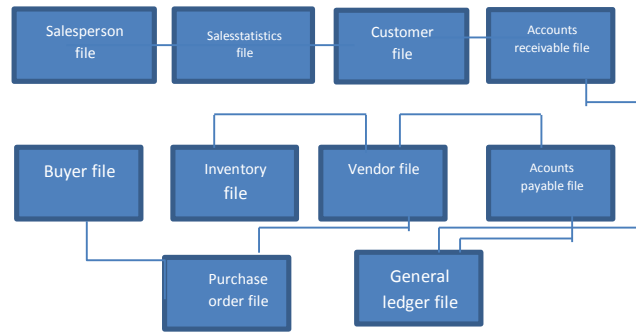 Salesperson
file
Salesstatistics
file
Customer
file
Accounts
receivable file
Buyer file
Inventory
file
Vendor file
Acounts
payable file
Purchase
order file
General
ledger file